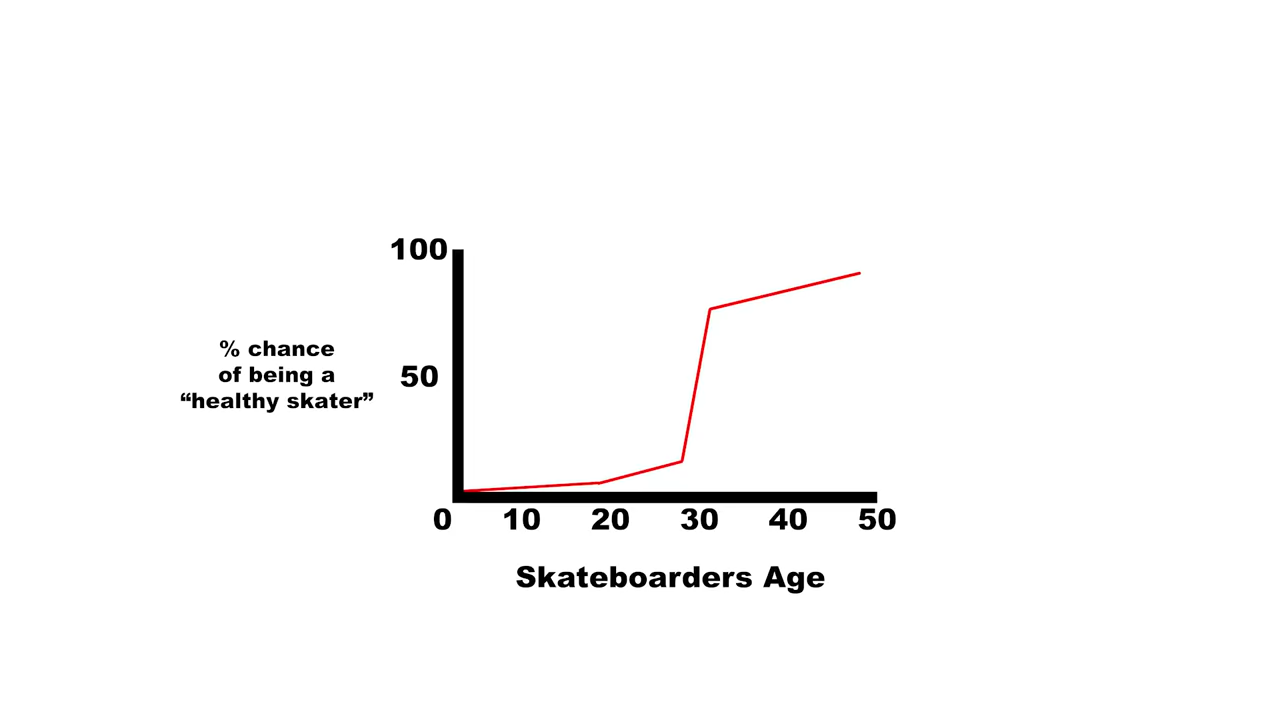 100
% chance
of being a
“healthy skater”
50
0 10 20 30 40 50
Skateboarders Age